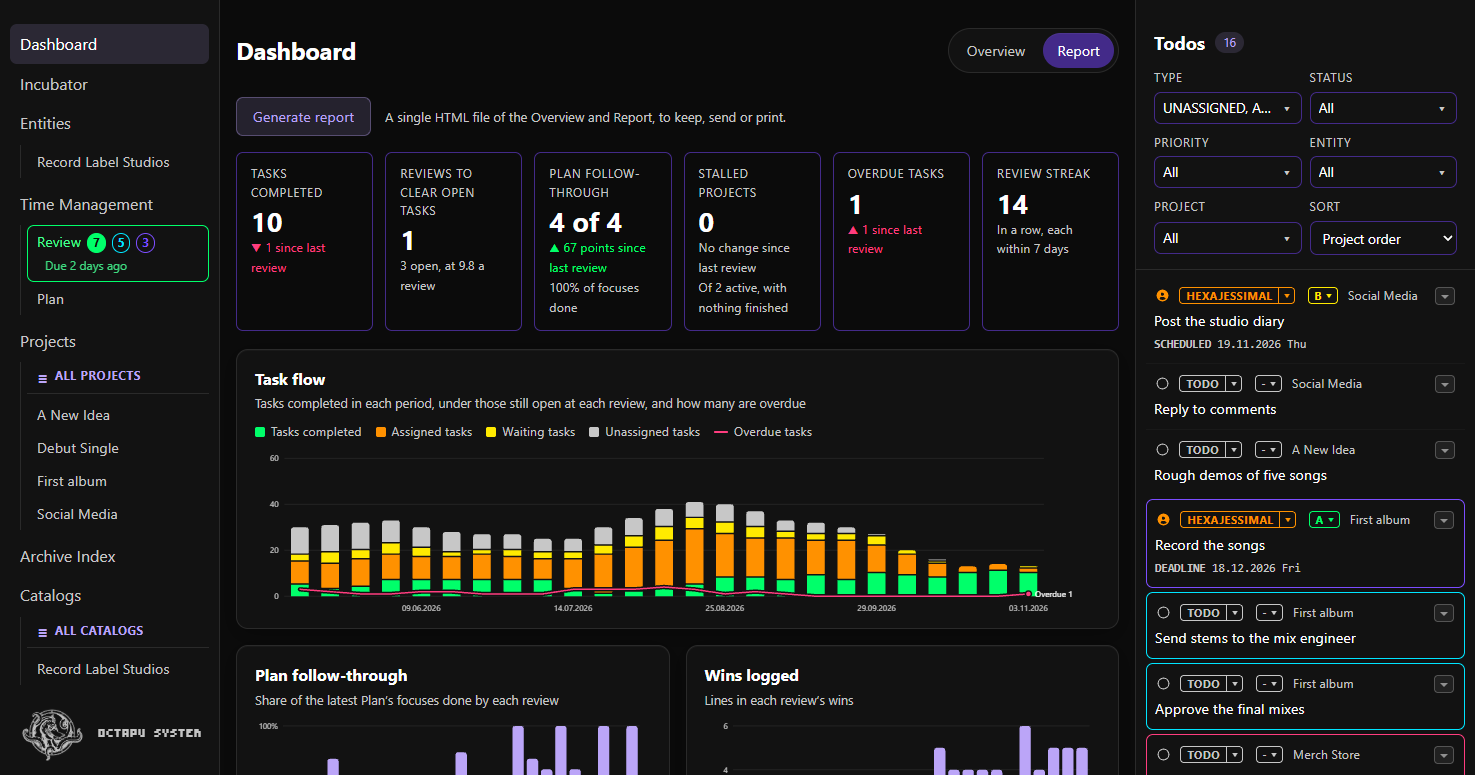 Dashboard
Incubator
Entities
Record Label Studios
Time Management
Review 7 5 3
Due 2 days ago
Plan
Projects
ALL PROJECTS
A New Idea
Debut Single
First album
Social Media
Archive Index
Catalogs
ALL CATALOGS
Record Label Studios
OCTAPU SYSTEM
Dashboard
Overview Report
Generate report
A single HTML file of the Overview and Report, to keep, send or print.
TASKS
COMPLETED
10
▼ 1 since last
review
REVIEWS TO
CLEAR OPEN
TASKS
1
3 open, at 9.8 a
review
PLAN FOLLOW-
THROUGH
4 of 4
▲ 67 points since
last review
100% of focuses
done
STALLED
PROJECTS
0
No change since
last review
Of 2 active, with
nothing finished
OVERDUE TASKS
1
▲ 1 since last
review
REVIEW STREAK
14
In a row, each
within 7 days
Task flow
Tasks completed in each period, under those still open at each review, and how many are overdue
Tasks completed Assigned tasks Waiting tasks Unassigned tasks Overdue tasks
60
40
20
0
Overdue 1
09.06.2026 14.07.2026 25.08.2026 29.09.2026 03.11.2026
Plan follow-through
Share of the latest Plan's focuses done by each review
100%
Wins logged
Lines in each review's wins
6
4
Todos 16
TYPE STATUS
UNASSIGNED, A... All
PRIORITY ENTITY
All All
PROJECT SORT
All Project order
HEXAJESSIMAL B Social Media
Post the studio diary
SCHEDULED 19.11.2026 Thu
TODO - Social Media
Reply to comments
TODO - A New Idea
Rough demos of five songs
HEXAJESSIMAL A First album
Record the songs
DEADLINE 18.12.2026 Fri
TODO - First album
Send stems to the mix engineer
TODO - First album
Approve the final mixes
TODO - Merch Store